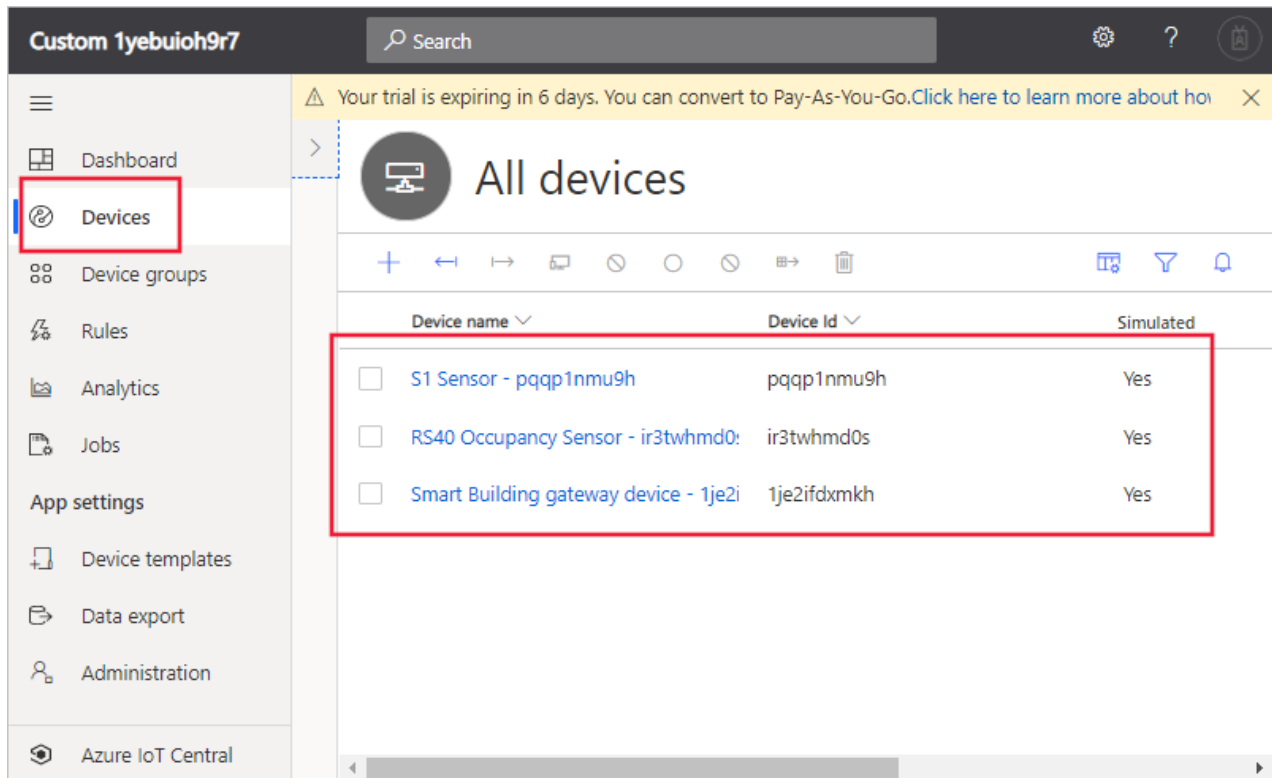 Custom 1yebuioh9r7
Search
?
Your trial is expiring in 6 days. You can convert to Pay-As-You-Go.Click here to learn more about how
Dashboard
Devices
Device groups
Rules
Analytics
Jobs
App settings
Device templates
Data export
Administration
Azure IoT Central
All devices
Device name Device Id Simulated
S1 Sensor - pqqp1nmu9h pqqp1nmu9h Yes
RS40 Occupancy Sensor - ir3twhmd0s ir3twhmd0s Yes
Smart Building gateway device - 1je2i 1je2ifdxmkh Yes